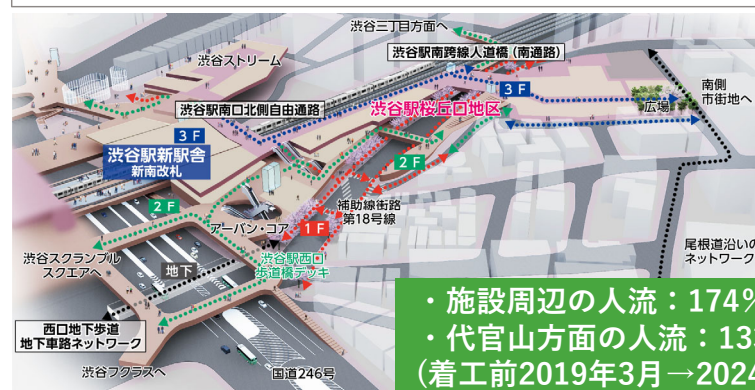 渋谷三丁目方面へ
渋谷駅南跨線人道橋（南通路）
渋谷ストリーム
渋谷駅南口北側自由通路
渋谷駅桜丘口地区
3F
広場
南側
市街地へ
3F
渋谷駅新駅舎
新南改札
2F
2F
補助線街路
第18号線
アーバン・コア
1F
渋谷スクランブル
スクエアへ
地下
渋谷駅西口
歩道橋デッキ
尾根道沿いの
ネットワーク
西口地下歩道
地下車路ネットワーク
渋谷フクラスへ
国道246号
・施設周辺の人流：174%
・代官山方面の人流：13
（着工前2019年3月→2024